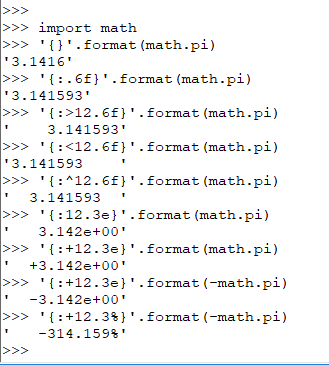 >>>
>>> import math
>>> '{}'.format(math.pi)
'3.1416'
>>> '{:.6f}'.format(math.pi)
'3.141593'
>>> '{:>12.6f}'.format(math.pi)
'    3.141593'
>>> '{:<12.6f}'.format(math.pi)
'3.141593    '
>>> '{:^12.6f}'.format(math.pi)
'  3.141593  '
>>> '{:12.3e}'.format(math.pi)
'   3.142e+00'
>>> '{:+12.3e}'.format(math.pi)
'  +3.142e+00'
>>> '{:+12.3e}'.format(-math.pi)
'  -3.142e+00'
>>> '{:+12.3%}'.format(-math.pi)
'   -314.159%'
>>>